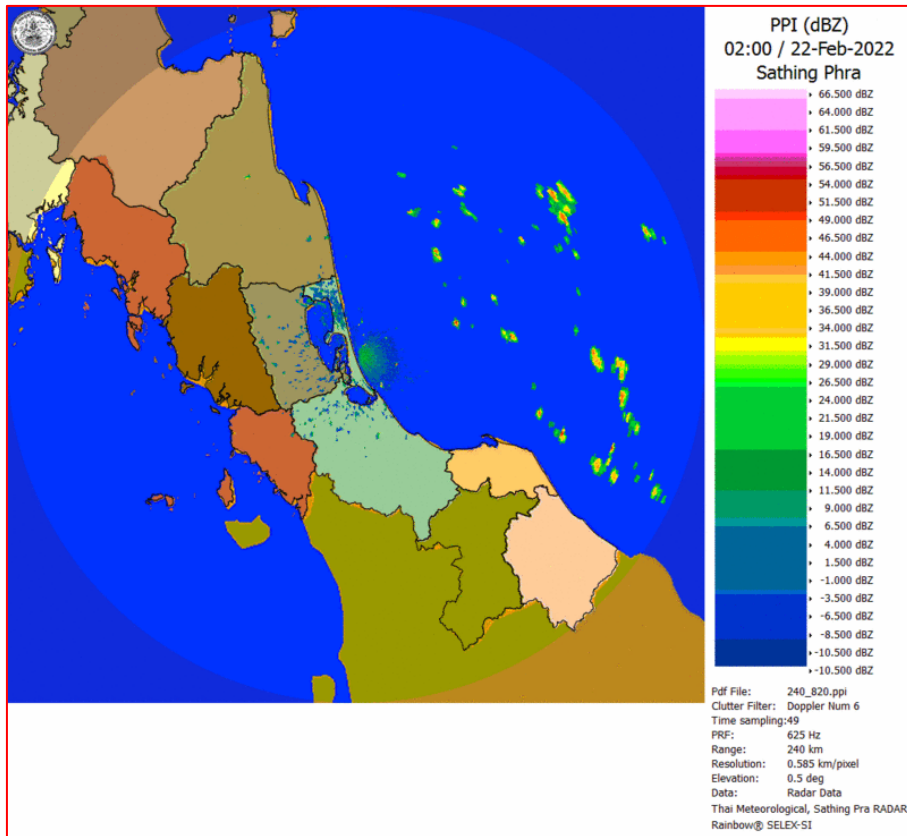 PPI (dBZ)
02:00 / 22-Feb-2022
Sathing Phra
66.500 dBZ
64.000 dBZ
61.500 dBZ
59.500 dBZ
56.500 dBZ
54.000 dBZ
51.500 dBZ
49.000 dBZ
46.500 dBZ
44.000 dBZ
41.500 dBZ
39.000 dBZ
36.500 dBZ
34.000 dBZ
31.500 dBZ
29.000 dBZ
26.500 dBZ
24.000 dBZ
21.500 dBZ
19.000 dBZ
16.500 dBZ
14.000 dBZ
11.500 dBZ
9.000 dBZ
6.500 dBZ
4.000 dBZ
1.500 dBZ
-1.000 dBZ
-3.500 dBZ
-6.500 dBZ
-8.500 dBZ
-10.500 dBZ
-10.500 dBZ
Pdf File: 240_820.ppi
Clutter Filter: Doppler Num 6
Time sampling:49
PRF: 625 Hz
Range: 240 km
Resolution: 0.585 km/pixel
Elevation: 0.5 deg
Data: Radar Data
Thai Meteorological, Sathing Pra RADAR
Rainbow® SELEX-SI